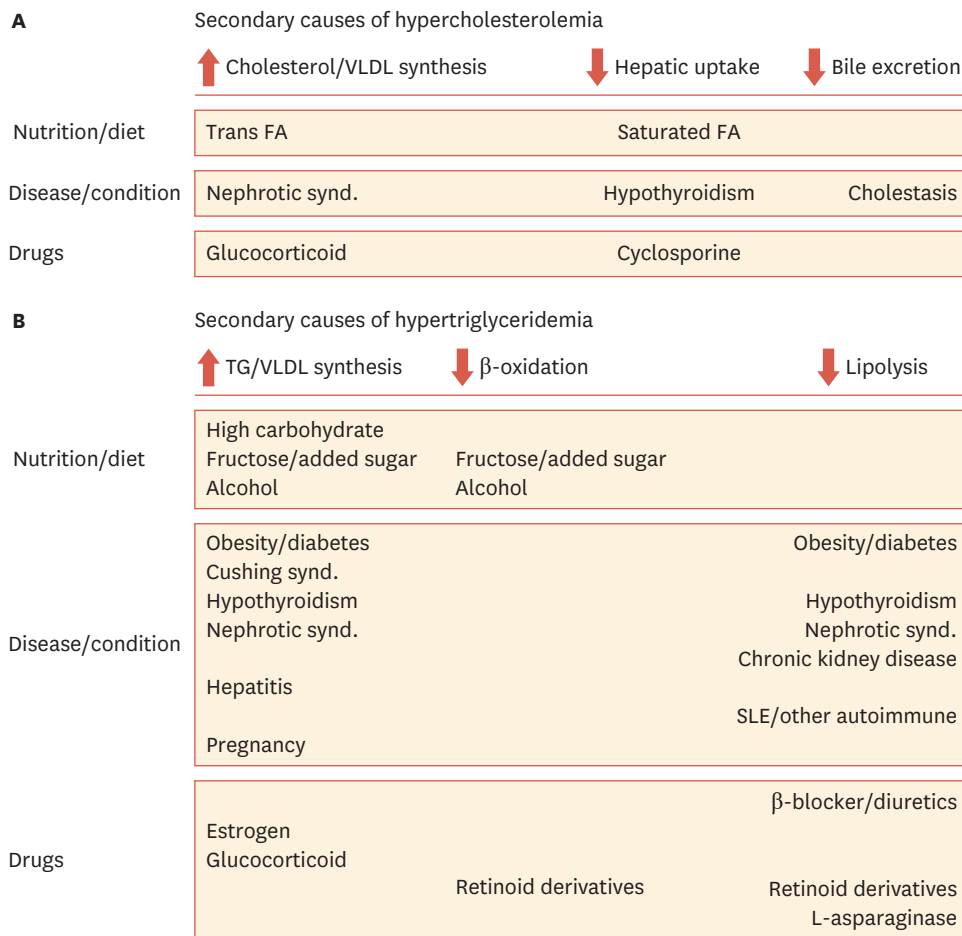 A Secondary causes of hypercholesterolemia
Cholesterol/VLDL synthesis Hepatic uptake Bile excretion
Nutrition/diet Trans FA Saturated FA
Disease/condition Nephrotic synd. Hypothyroidism Cholestasis
Drugs Glucocorticoid Cyclosporine
B Secondary causes of hypertriglyceridemia
TG/VLDL synthesis β-oxidation Lipolysis
High carbohydrate
Nutrition/diet Fructose/added sugar Fructose/added sugar
Alcohol Alcohol
Obesity/diabetes Obesity/diabetes
Cushing synd.
Hypothyroidism Hypothyroidism
Nephrotic synd. Nephrotic synd.
Disease/condition
Chronic kidney disease
Hepatitis
SLE/other autoimmune
Pregnancy
β-blocker/diuretics
Estrogen
Drugs Glucocorticoid
Retinoid derivatives Retinoid derivatives
L-asparaginase